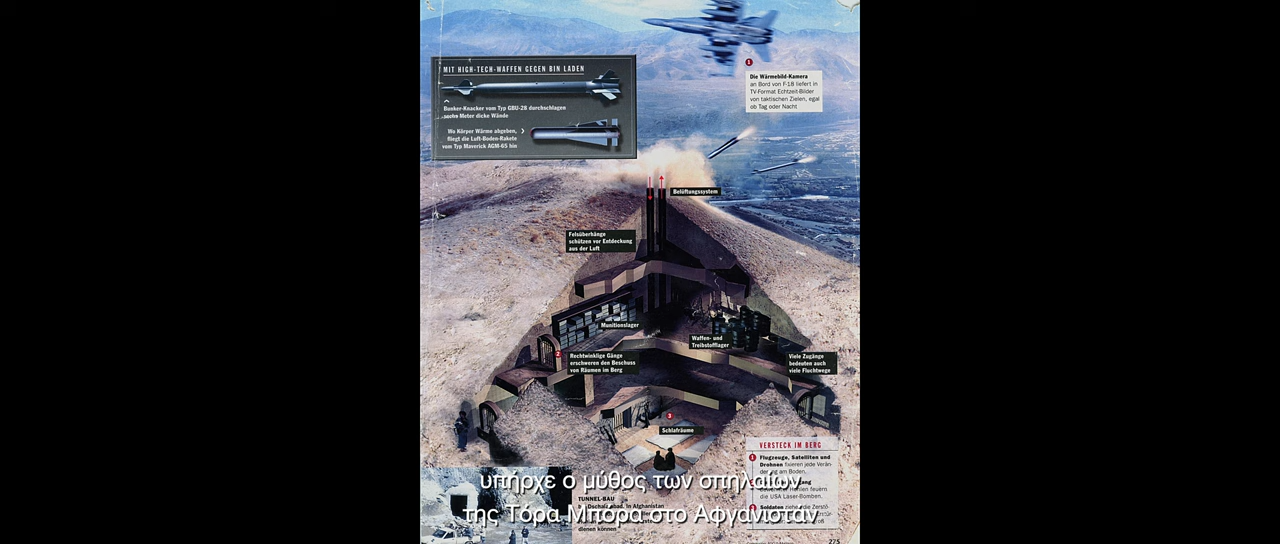 MIT HIGH-TECH-WAFFEN GEGEN BIN LADEN
Bunker-Knacker vom Typ GBU-28 durchschlagen
sechs Meter dicke Wände
Wo Körper Wärme abgeben,
fliegt die Luft-Boden-Rakete
vom Typ Maverick AGM-65 hin
1
Die Wärmebild-Kamera
an Bord von F-18 liefert in
TV-Format Echtzeit-Bilder
von taktischen Zielen, egal
ob Tag oder Nacht
Belüftungssystem
Felsüberhänge
schützen vor Entdeckung
aus der Luft
Munitionslager
Waffen- und
Treibstofflager
2
Rechtwinklige Gänge
erschweren den Beschuss
von Räumen im Berg
Viele Zugänge
bedeuten auch
viele Fluchtwege
3
Schlafräume
VERSTECK IM BERG
1
Flugzeuge, Satelliten und
Drohnen fixieren jede Verän-
am Boden.
feuern
die USA Laser-Bomben.
Soldaten
TUNNEL-BAU
In Afghanistan
dienen können
υπήρχε ο μύθος των σπηλαίων
της Τόρα Μπόρα στο Αφγανιστάν